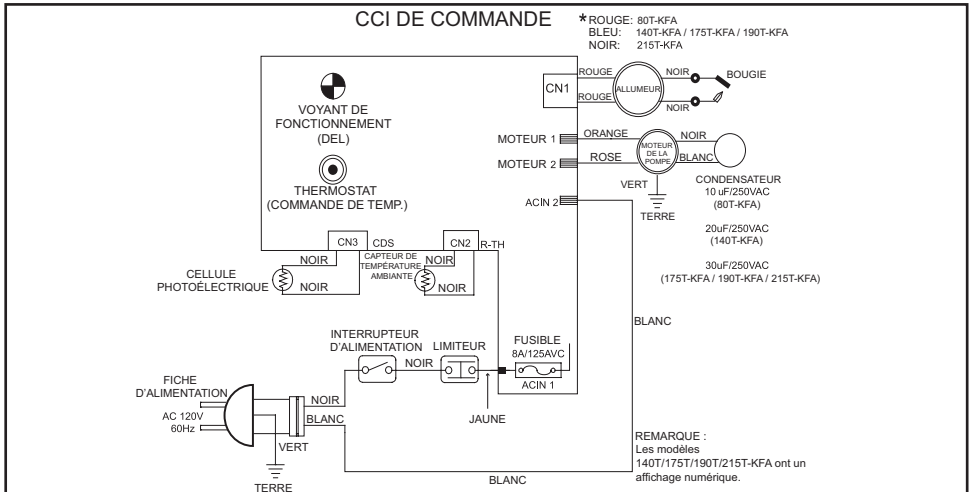 CCI DE COMMANDE
*ROUGE: 80T-KFA
BLEU: 140T-KFA / 175T-KFA / 190T-KFA
NOIR: 215T-KFA
VOYANT DE
FONCTIONNEMENT
(DEL)
THERMOSTAT
(COMMANDE DE TEMP.)
CN1
ROUGE
ROUGE
ALLUMEUR
NOIR
NOIR
BOUGIE
MOTEUR 1
ORANGE
MOTEUR 2
ROSE
MOTEUR
DE LA
POMPE
NOIR
BLANC
VERT
TERRE
CONDENSATEUR
10 uF/250VAC
(80T-KFA)
20uF/250VAC
(140T-KFA)
30uF/250VAC
(175T-KFA / 190T-KFA / 215T-KFA)
ACIN 2
CN3
CDS
CN2
R-TH
NOIR
NOIR
CELLULE
PHOTOÉLECTRIQUE
CAPTEUR DE
TEMPÉRATURE
AMBIANTE
NOIR
NOIR
BLANC
INTERRUPTEUR
D'ALIMENTATION
LIMITEUR
NOIR
FUSIBLE
8A/125AVC
ACIN 1
JAUNE
FICHE
D'ALIMENTATION
AC 120V
60Hz
NOIR
BLANC
VERT
TERRE
BLANC
REMARQUE :
Les modèles
140T/175T/190T/215T-KFA ont un
affichage numérique.